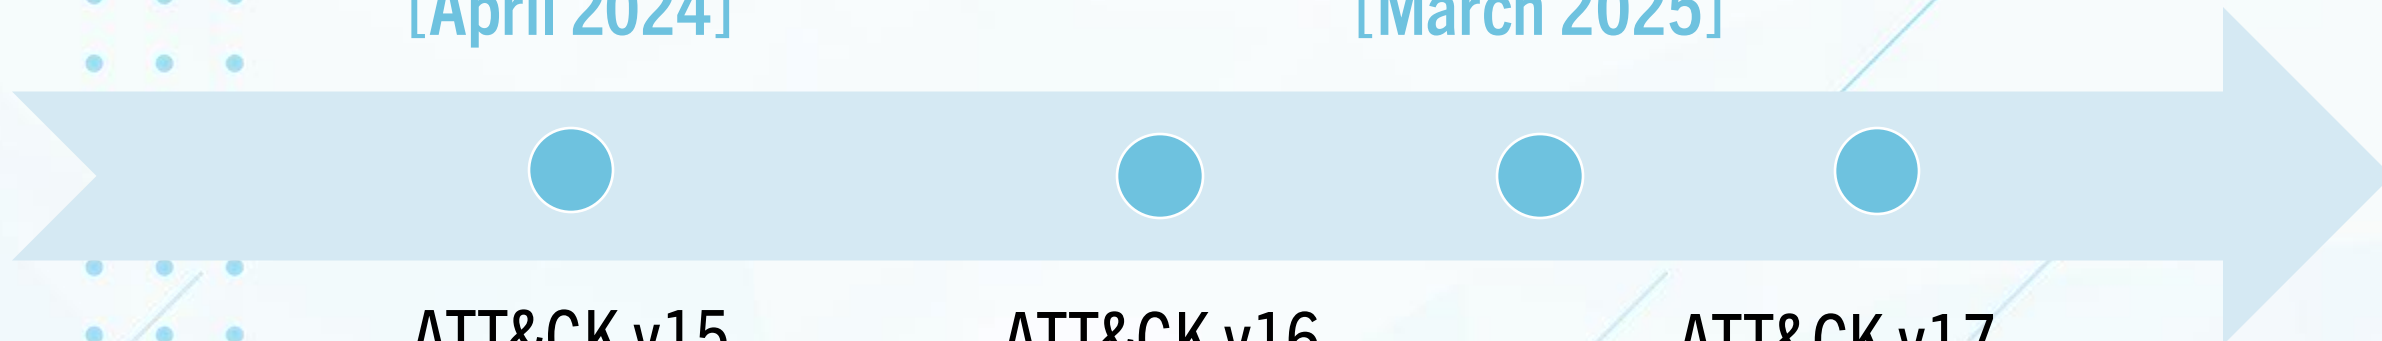 [April 2024] [March 2025]
ATT&CK v15 ATT&CK v16 ATT&CK v17